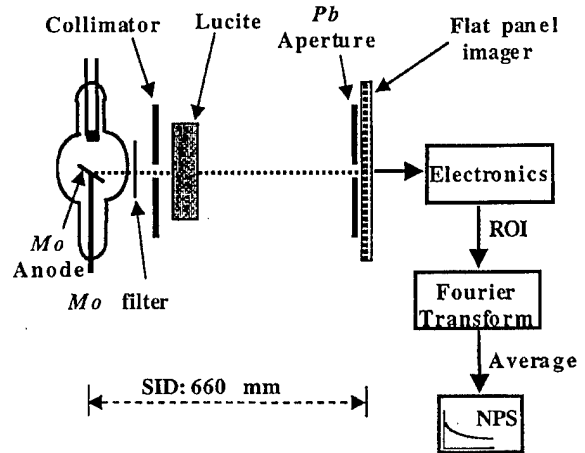 Collimator
Lucite
Pb
Aperture
Flat panel
imager
Mo
Anode
Mo filter
Electronics
ROI
Fourier
Transform
Average
SID: 660 mm
NPS